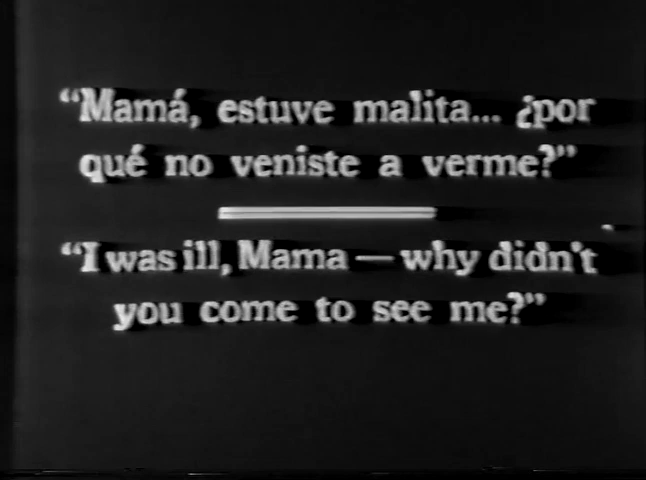 “Mamá, estuve malita... ¿por
qué no veniste a verme?”
“I was ill, Mama — why didn't
you come to see me?”